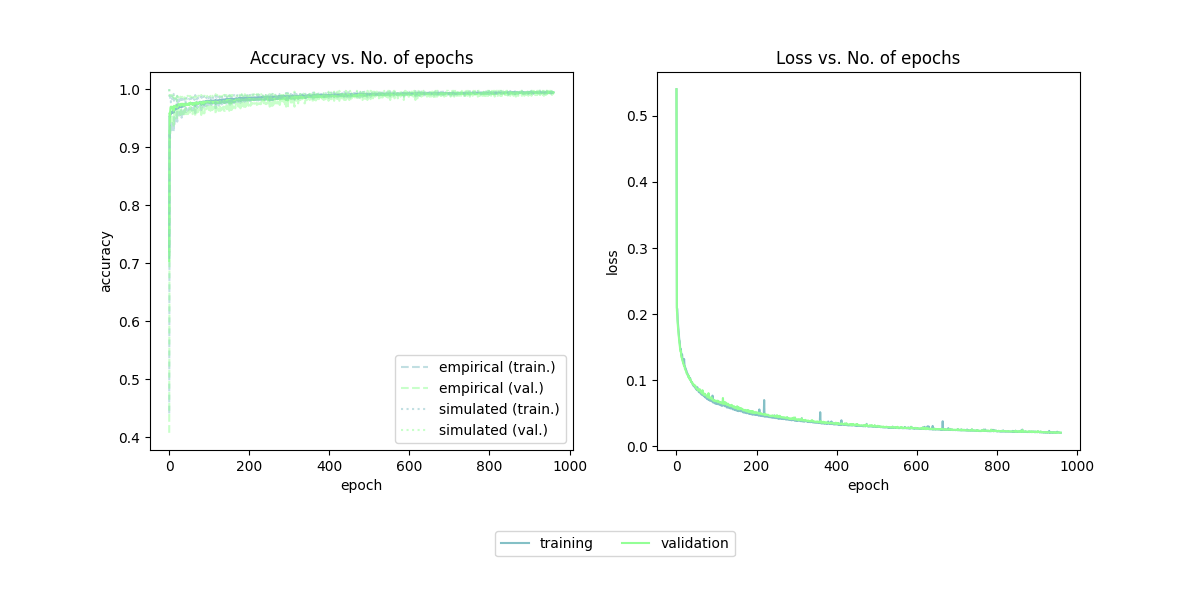 Accuracy vs. No. of epochs
1.0
0.9
0.8
0.7
0.6
0.5
0.4
accuracy
0
200
400
600
800
1000
epoch
empirical (train.)
empirical (val.)
simulated (train.)
simulated (val.)
Loss vs. No. of epochs
0.5
0.4
0.3
0.2
0.1
0.0
loss
0
200
400
600
800
1000
epoch
training
validation